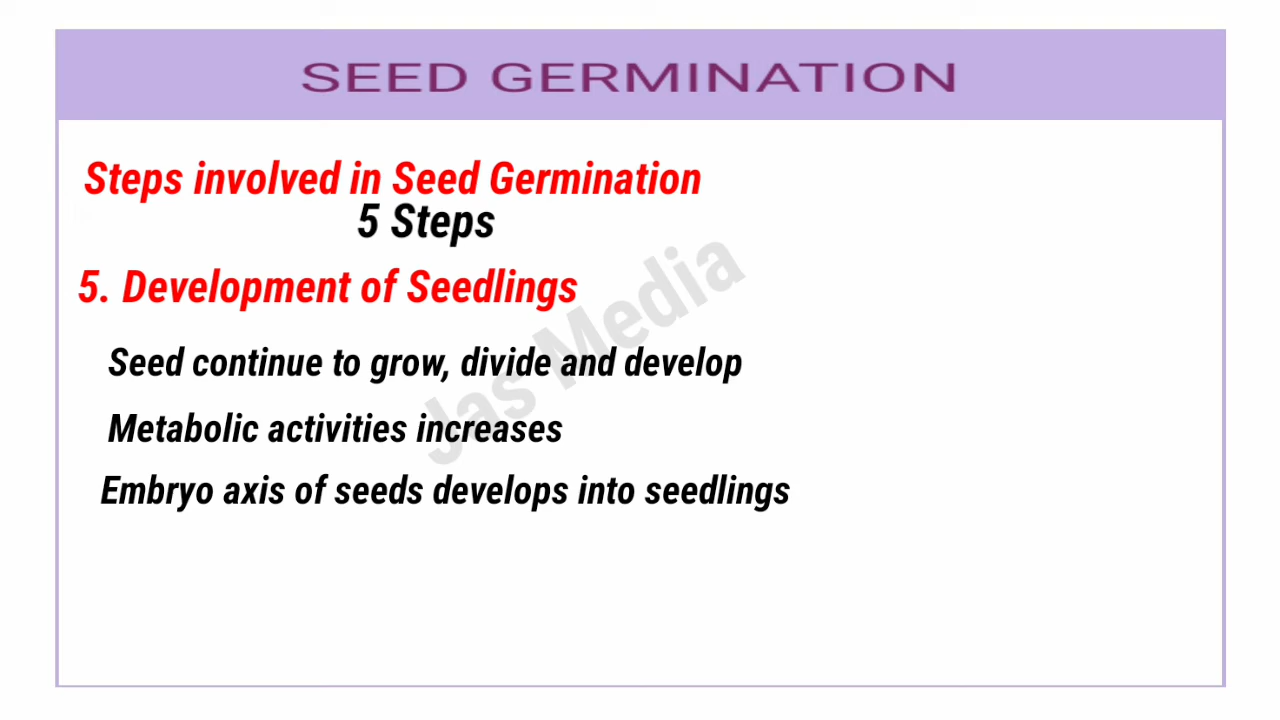 SEED GERMINATION
Steps involved in Seed Germination
5 Steps
5. Development of Seedlings
Seed continue to grow, divide and develop
Metabolic activities increases
Embryo axis of seeds develops into seedlings
Jas Media